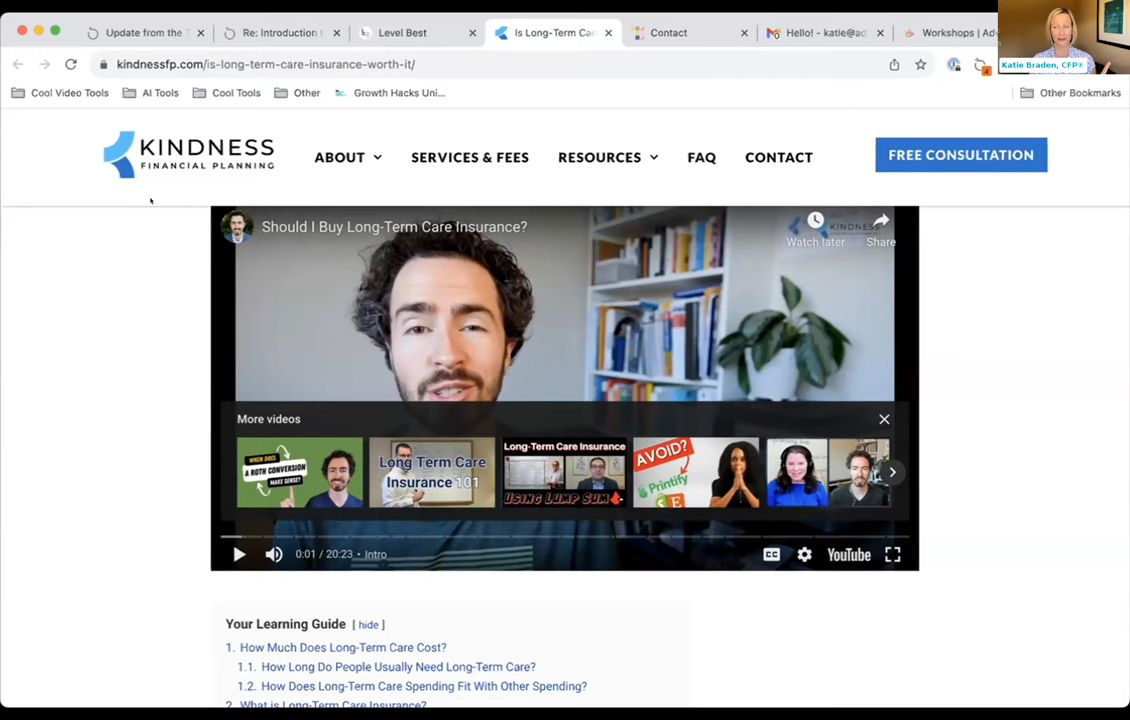 Update from the T
Re: Introduction
Level Best
Is Long-Term Car
Contact
Hello! - katie@ad
Workshops | Adv
kindnessfp.com/is-long-term-care-insurance-worth-it/
4
Katie Braden, CFP®
Cool Video Tools
AI Tools
Cool Tools
Other
Growth Hacks Uni...
Other Bookmarks
KINDNESS
FINANCIAL PLANNING
ABOUT
SERVICES & FEES
RESOURCES
FAQ
CONTACT
FREE CONSULTATION
Should I Buy Long-Term Care Insurance?
KINDNESS
Watch later
Share
More videos
WHEN DOES
A ROTH CONVERSION
MAKE SENSE?
Long Term Care
Insurance 101
Long-Term Care Insurance
USING LUMP SUM
AVOID?
Printify
E
0:01 / 20:23 • Intro
CC
YouTube
Your Learning Guide [ hide ]
1. How Much Does Long-Term Care Cost?
1.1. How Long Do People Usually Need Long-Term Care?
1.2. How Does Long-Term Care Spending Fit With Other Spending?
2. What is Long-Term Care Insurance?